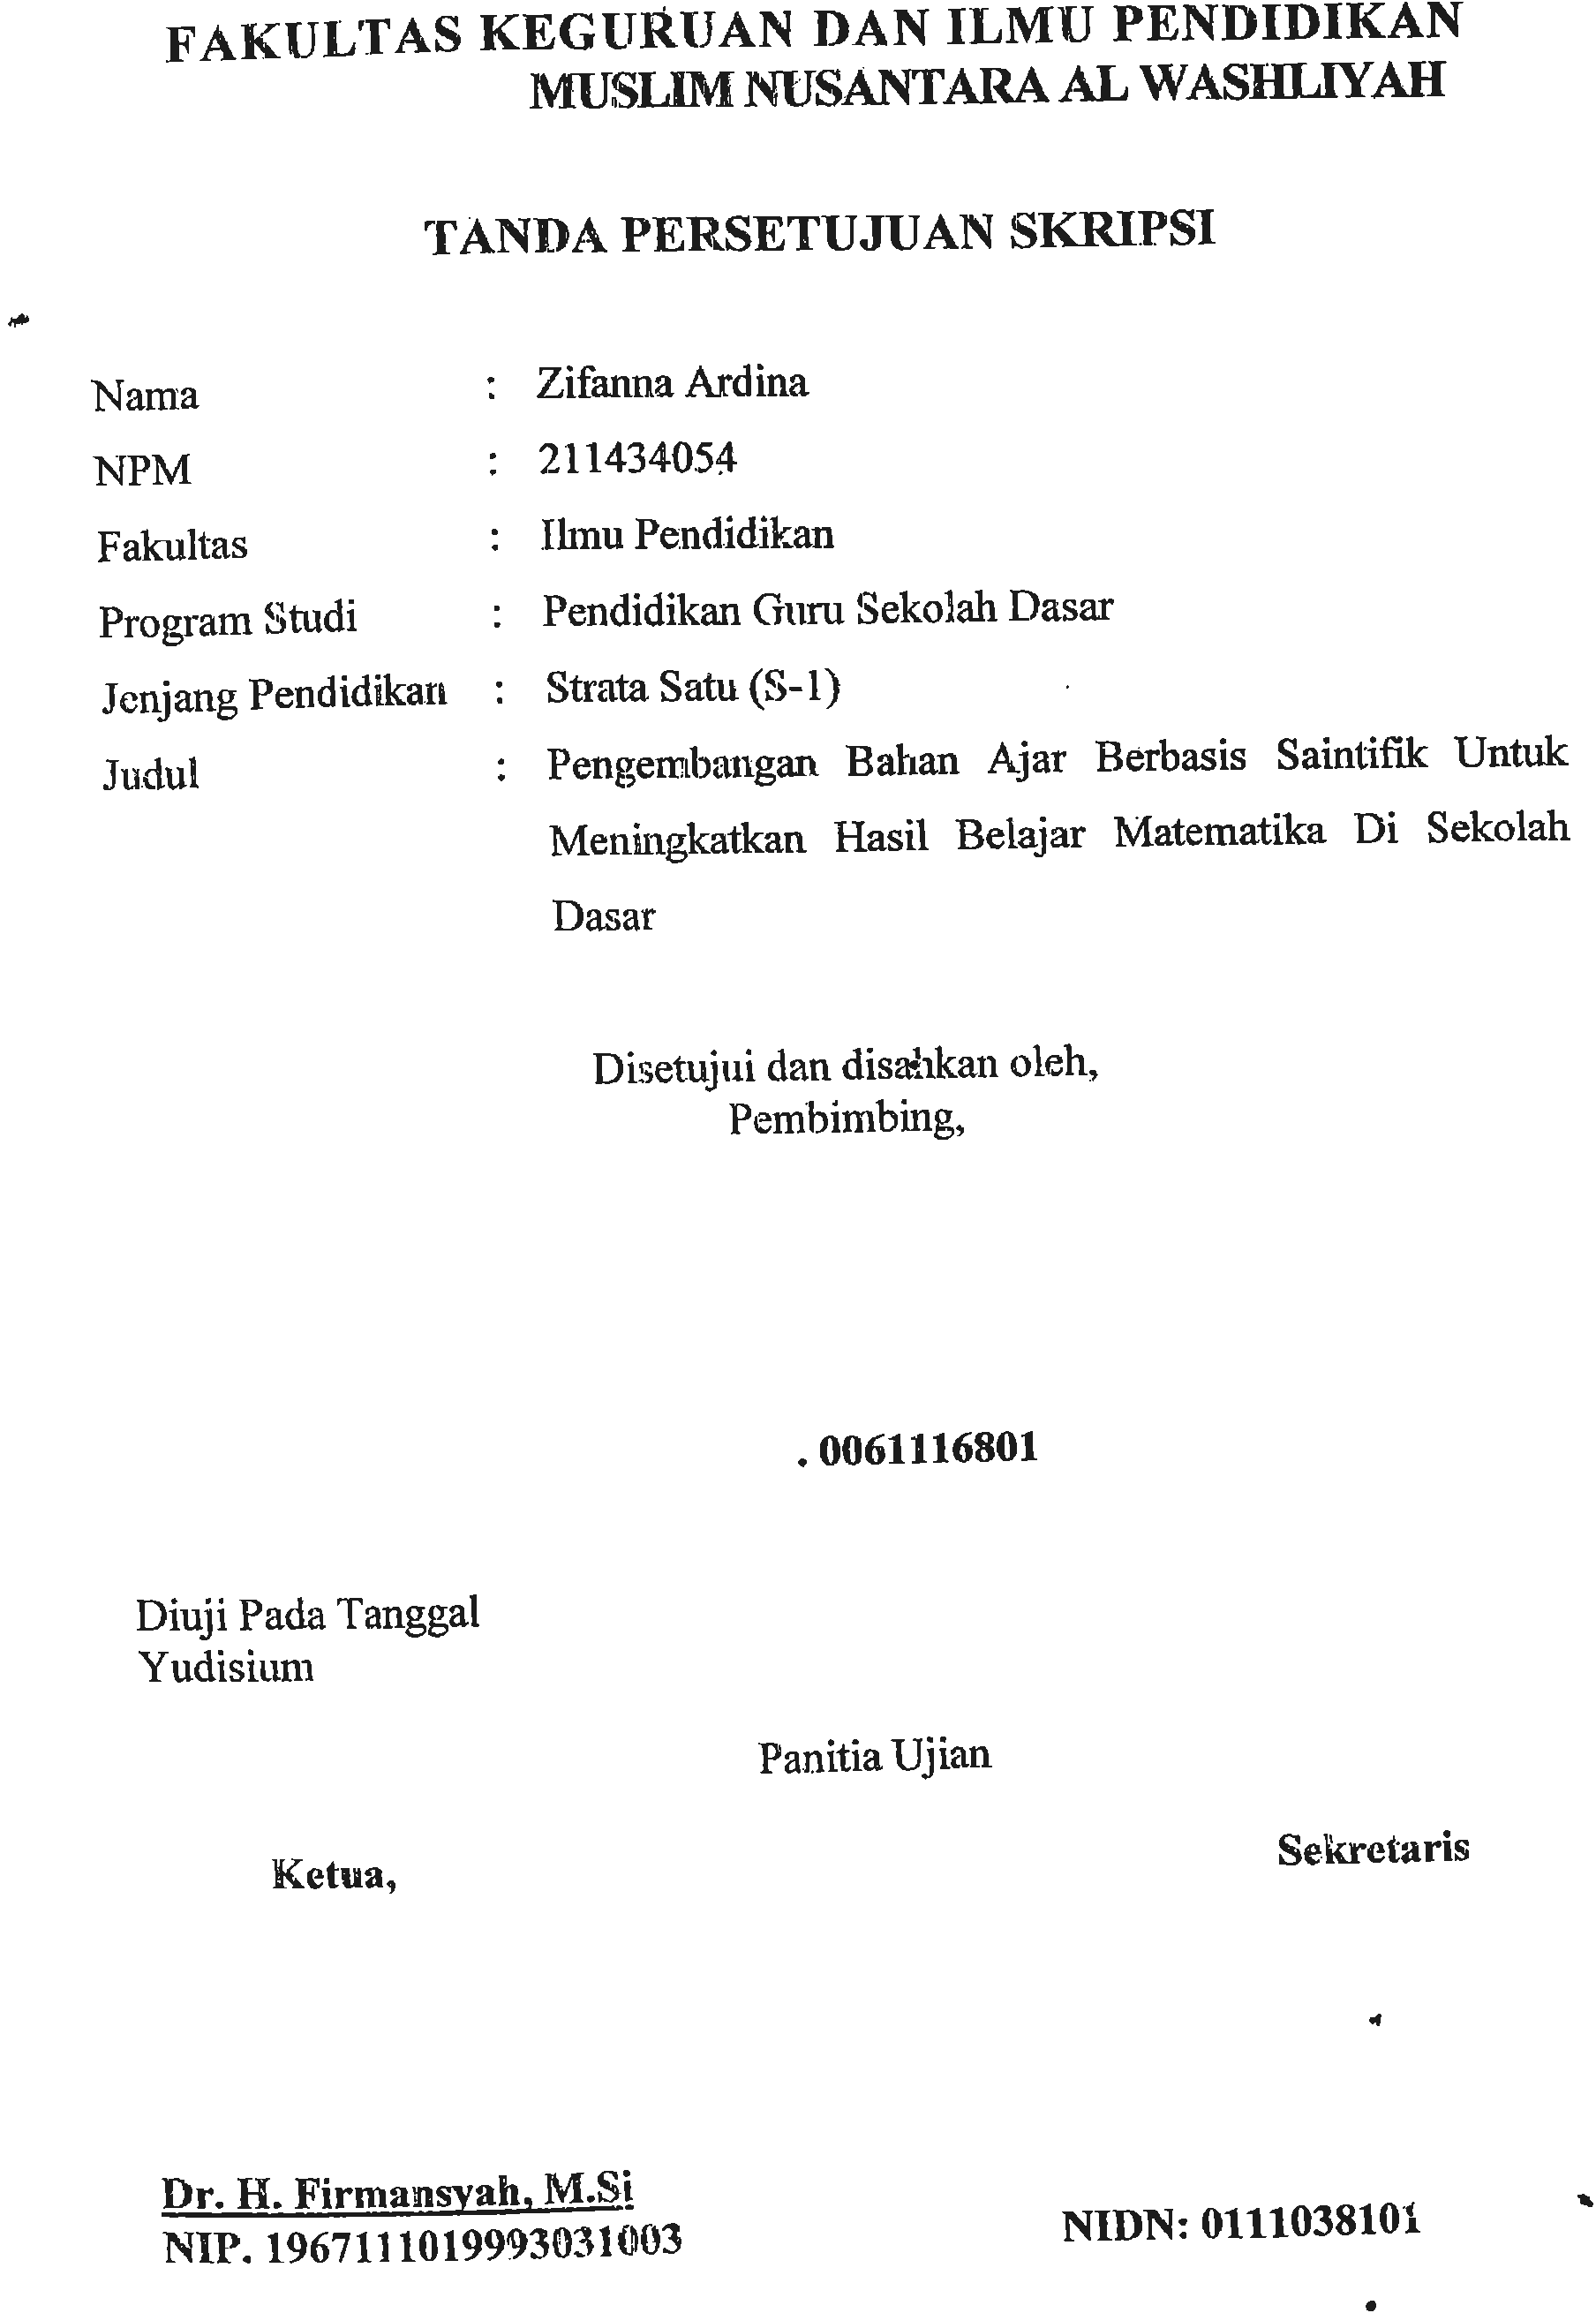 FAKULTAS KEGURUAN DAN ILMU PENDIDIKAN
MUSLIM NUSANTARA AL WASHLIYAH
TANDA PERSETUJUAN SKRIPSI
Nama : Zifanna Ardina
NPM : 211434054
Fakultas : Ilmu Pendidikan
Program Studi : Pendidikan Guru Sekolah Dasar
Jenjang Pendidikan : Strata Satu (S-1)
Judul : Pengembangan Bahan Ajar Berbasis Saintifik Untuk
Meningkatkan Hasil Belajar Matematika Di Sekolah
Dasar
Disetujui dan disahkan oleh,
Pembimbing,
. 0061116801
Diuji Pada Tanggal
Yudisium
Panitia Ujian
Ketua,
Sekretaris
Dr. H. Firmansyah, M.Si
NIP. 1967111019993031003
NIDN: 0111038101